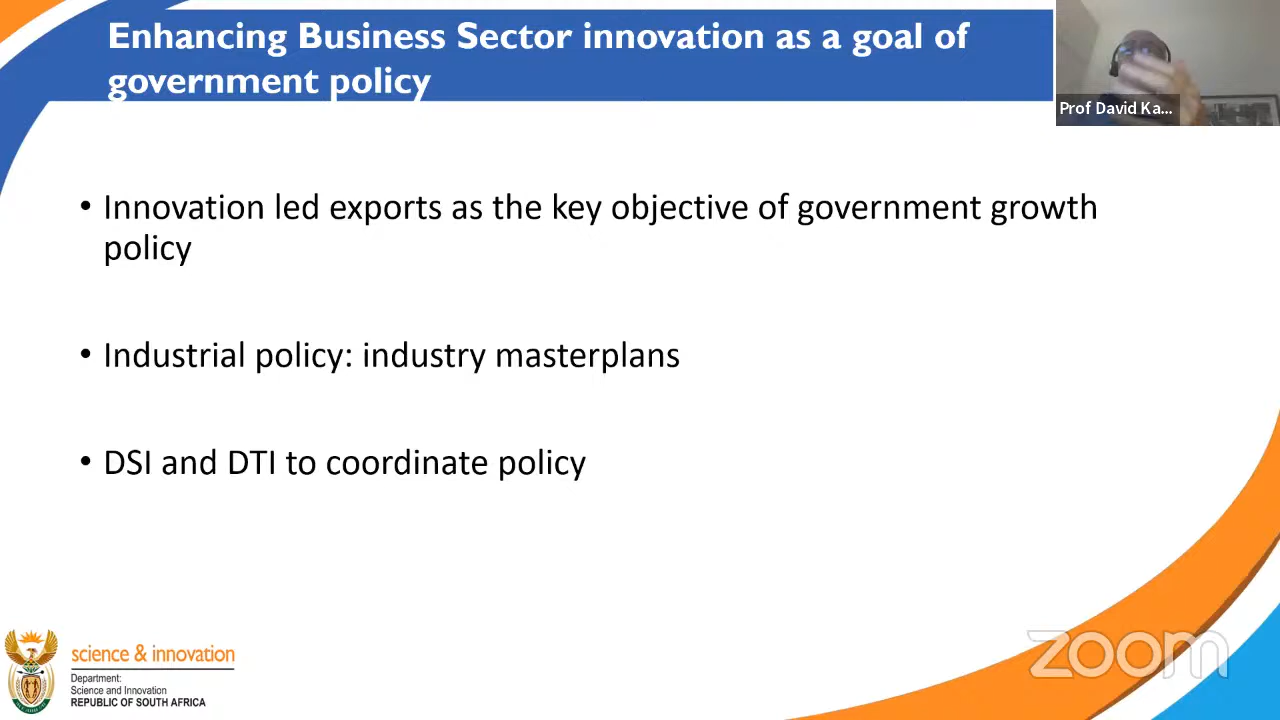 Enhancing Business Sector innovation as a goal of
government policy
Prof David Ka...
• Innovation led exports as the key objective of government growth
policy
• Industrial policy: industry masterplans
• DSI and DTI to coordinate policy
science & innovation
Department:
Science and Innovation
REPUBLIC OF SOUTH AFRICA
zoom